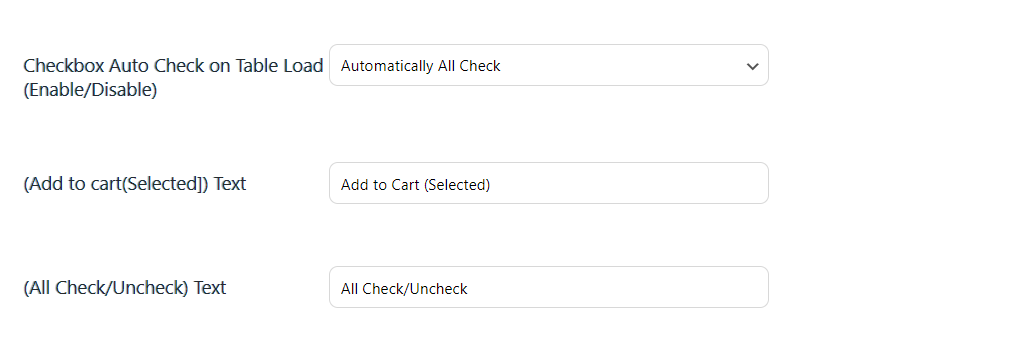 Checkbox Auto Check on Table Load
(Enable/Disable)
Automatically All Check
(Add to cart(Selected]) Text
Add to Cart (Selected)
(All Check/Uncheck) Text
All Check/Uncheck